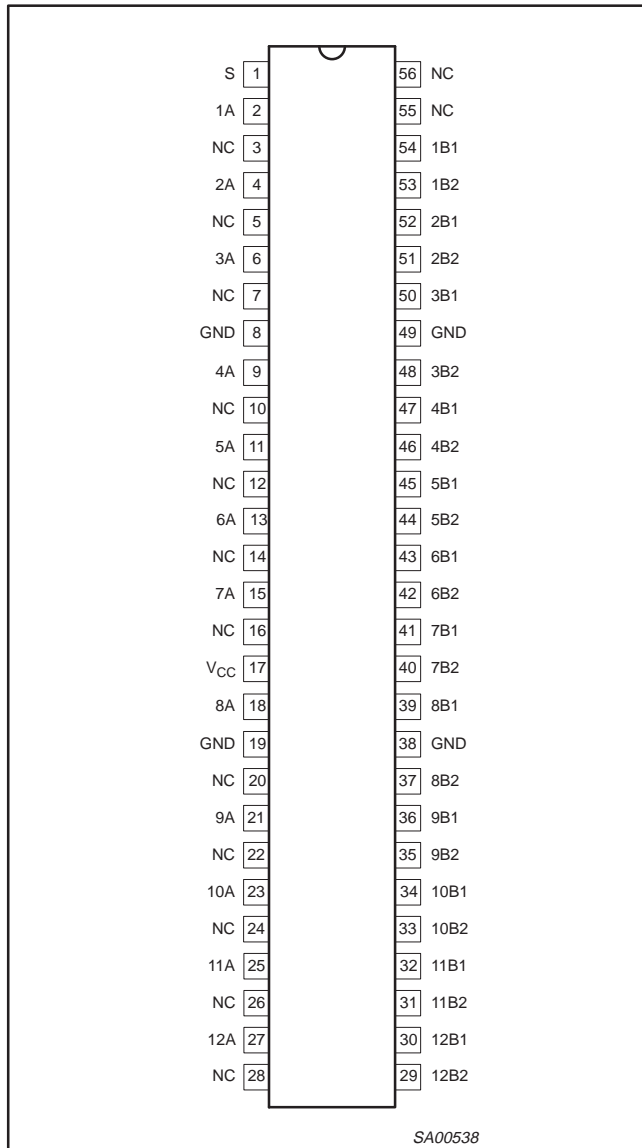 S 1 56 NC
1A 2 55 NC
NC 3 54 1B1
2A 4 53 1B2
NC 5 52 2B1
3A 6 51 2B2
NC 7 50 3B1
GND 8 49 GND
4A 9 48 3B2
NC 10 47 4B1
5A 11 46 4B2
NC 12 45 5B1
6A 13 44 5B2
NC 14 43 6B1
7A 15 42 6B2
NC 16 41 7B1
VCC 17 40 7B2
8A 18 39 8B1
GND 19 38 GND
NC 20 37 8B2
9A 21 36 9B1
NC 22 35 9B2
10A 23 34 10B1
NC 24 33 10B2
11A 25 32 11B1
NC 26 31 11B2
12A 27 30 12B1
NC 28 29 12B2
SA00538